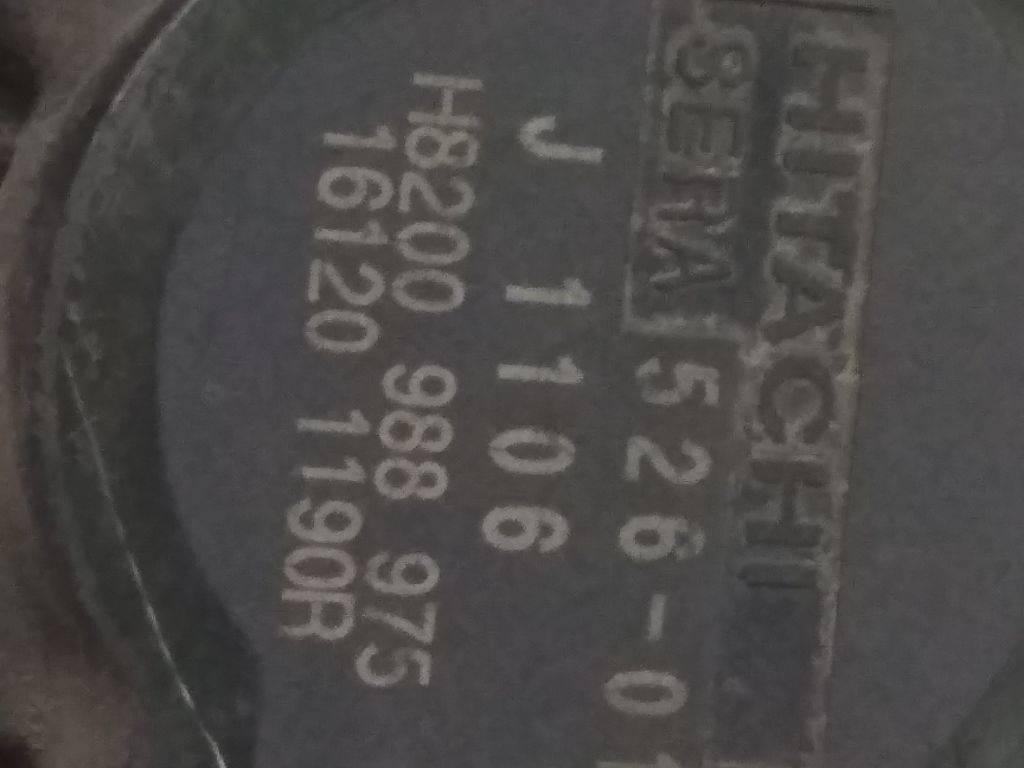 HITACHI
SERA 526-01
J 1106
H8200 988 975
16120 1190R